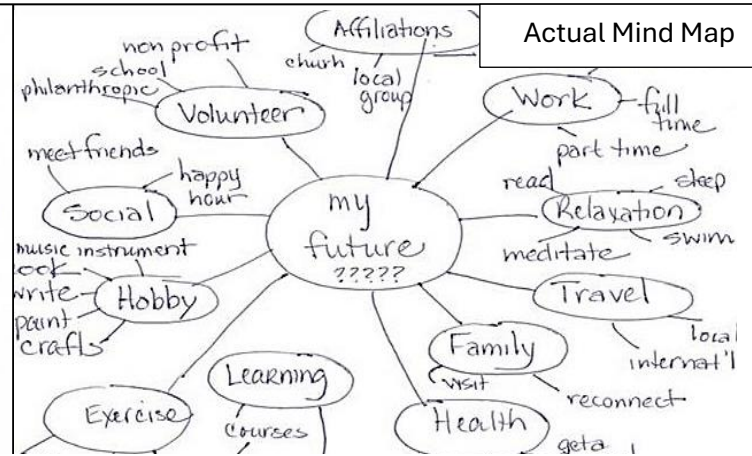 Actual Mind Map
Affiliations
church
local
group
non profit
school
philanthropic
Volunteer
Work
full
time
part time
meet friends
happy
hour
Social
my
future
?????
read
sleep
Relaxation
meditate
swim
music instrument
write
paint
crafts
Hobby
Travel
local
internat'l
Family
visit
reconnect
Learning
courses
Exercise
Health
get a